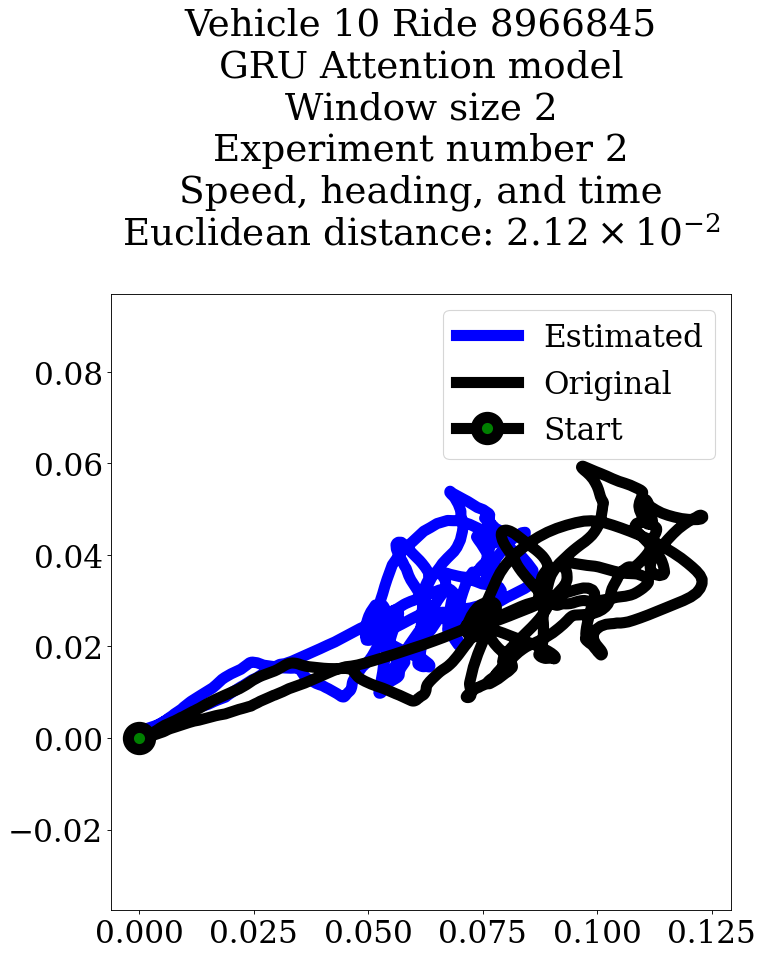 Vehicle 10 Ride 8966845
GRU Attention model
Window size 2
Experiment number 2
Speed, heading, and time
Euclidean distance: 2.12 × 10⁻²
Estimated
Original
Start
0.08
0.06
0.04
0.02
0.00
−0.02
0.000 0.025 0.050 0.075 0.100 0.125